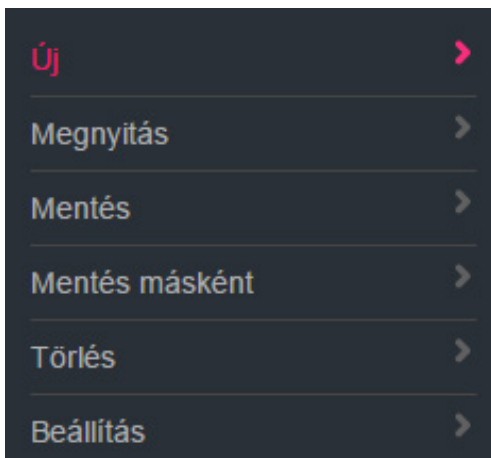 Új
Megnyitás
Mentés
Mentés másként
Törlés
Beállítás